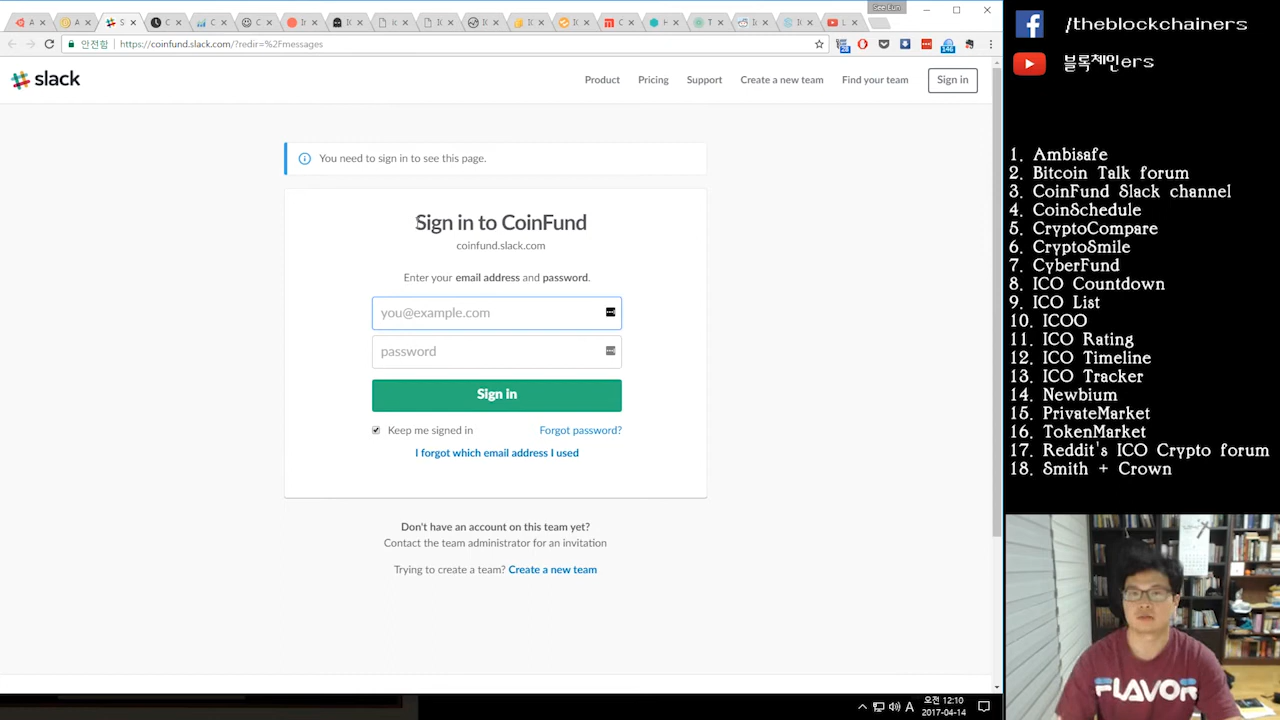 See Eun
안전함 | https://coinfund.slack.com/?redir=%2Fmessages
28
146
slack
Product
Pricing
Support
Create a new team
Find your team
Sign in
You need to sign in to see this page.
Sign in to CoinFund
coinfund.slack.com
Enter your email address and password.
you@example.com
password
Sign in
Keep me signed in
Forgot password?
I forgot which email address I used
Don't have an account on this team yet?
Contact the team administrator for an invitation
Trying to create a team? Create a new team
A
오전 12:10
2017-04-14
/theblockchainers
블록체인ers
1. Ambisafe
2. Bitcoin Talk forum
3. CoinFund Slack channel
4. CoinSchedule
5. CryptoCompare
6. CryptoSmile
7. CyberFund
8. ICO Countdown
9. ICO List
10. ICOO
11. ICO Rating
12. ICO Timeline
13. ICO Tracker
14. Newbium
15. PrivateMarket
16. TokenMarket
17. Reddit's ICO Crypto forum
18. Smith + Crown
FLAVOR